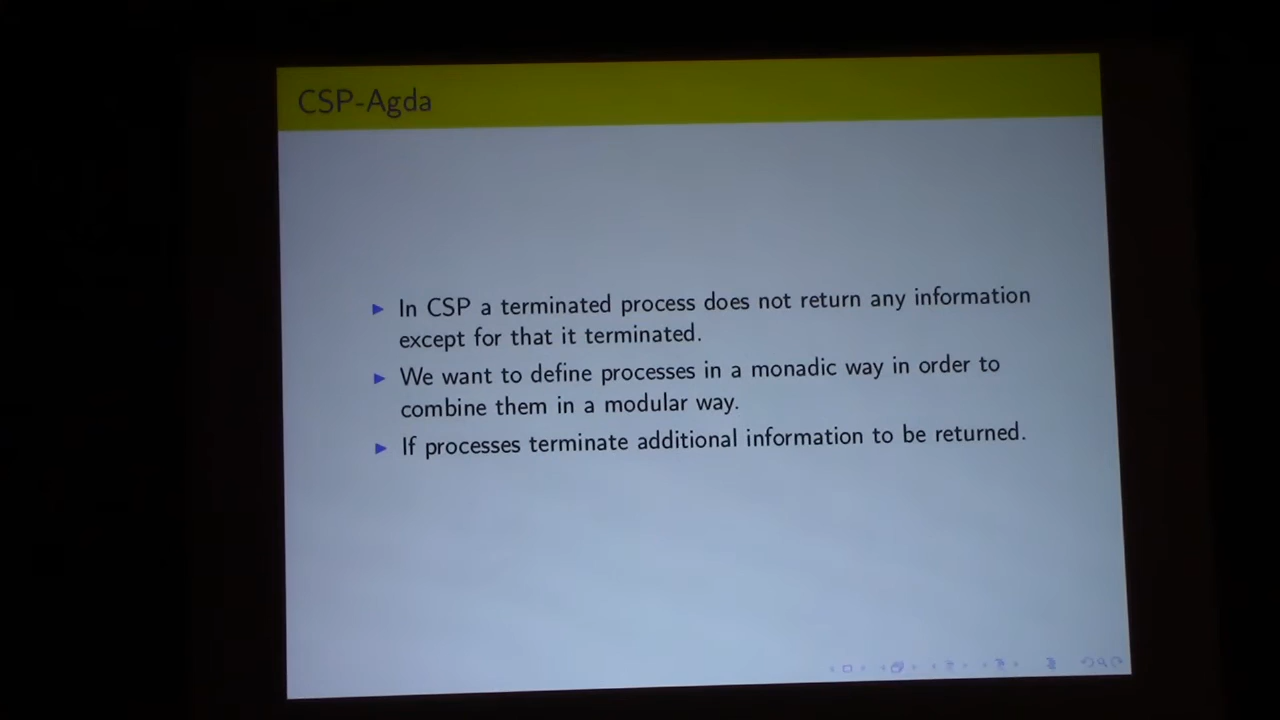 CSP-Agda
In CSP a terminated process does not return any information
except for that it terminated.
We want to define processes in a monadic way in order to
combine them in a modular way.
If processes terminate additional information to be returned.